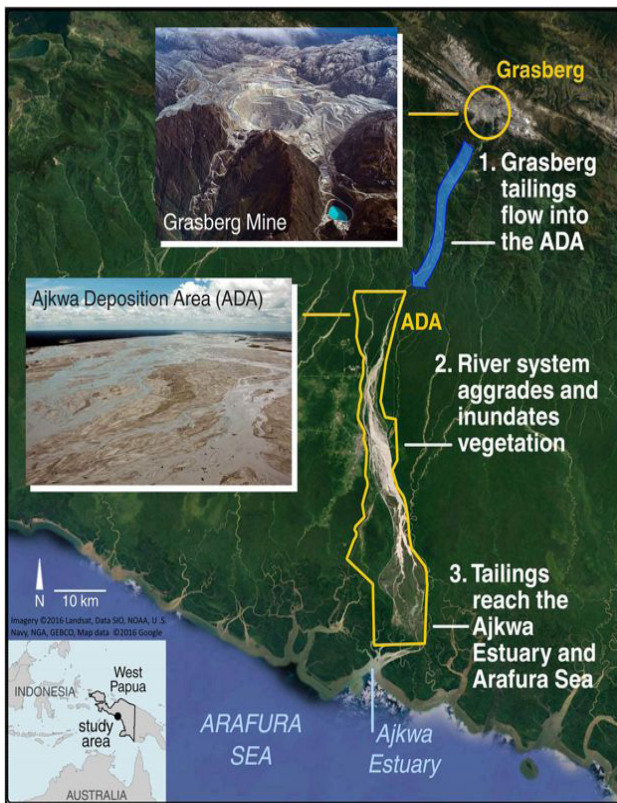 Grasberg
Grasberg Mine
1. Grasberg
tailings
flow into
the ADA
Ajkwa Deposition Area (ADA)
ADA
2. River system
aggrades and
inundates
vegetation
3. Tailings
reach the
Ajkwa
Estuary and
Arafura Sea
N
10 km
Imagery ©2016 Landsat, Data SIO, NOAA, U .S.
Navy, NGA, GEBCO, Map data ©2016 Google
West
Papua
INDONESIA
study
area
AUSTRALIA
ARAFURA
SEA
Ajkwa
Estuary